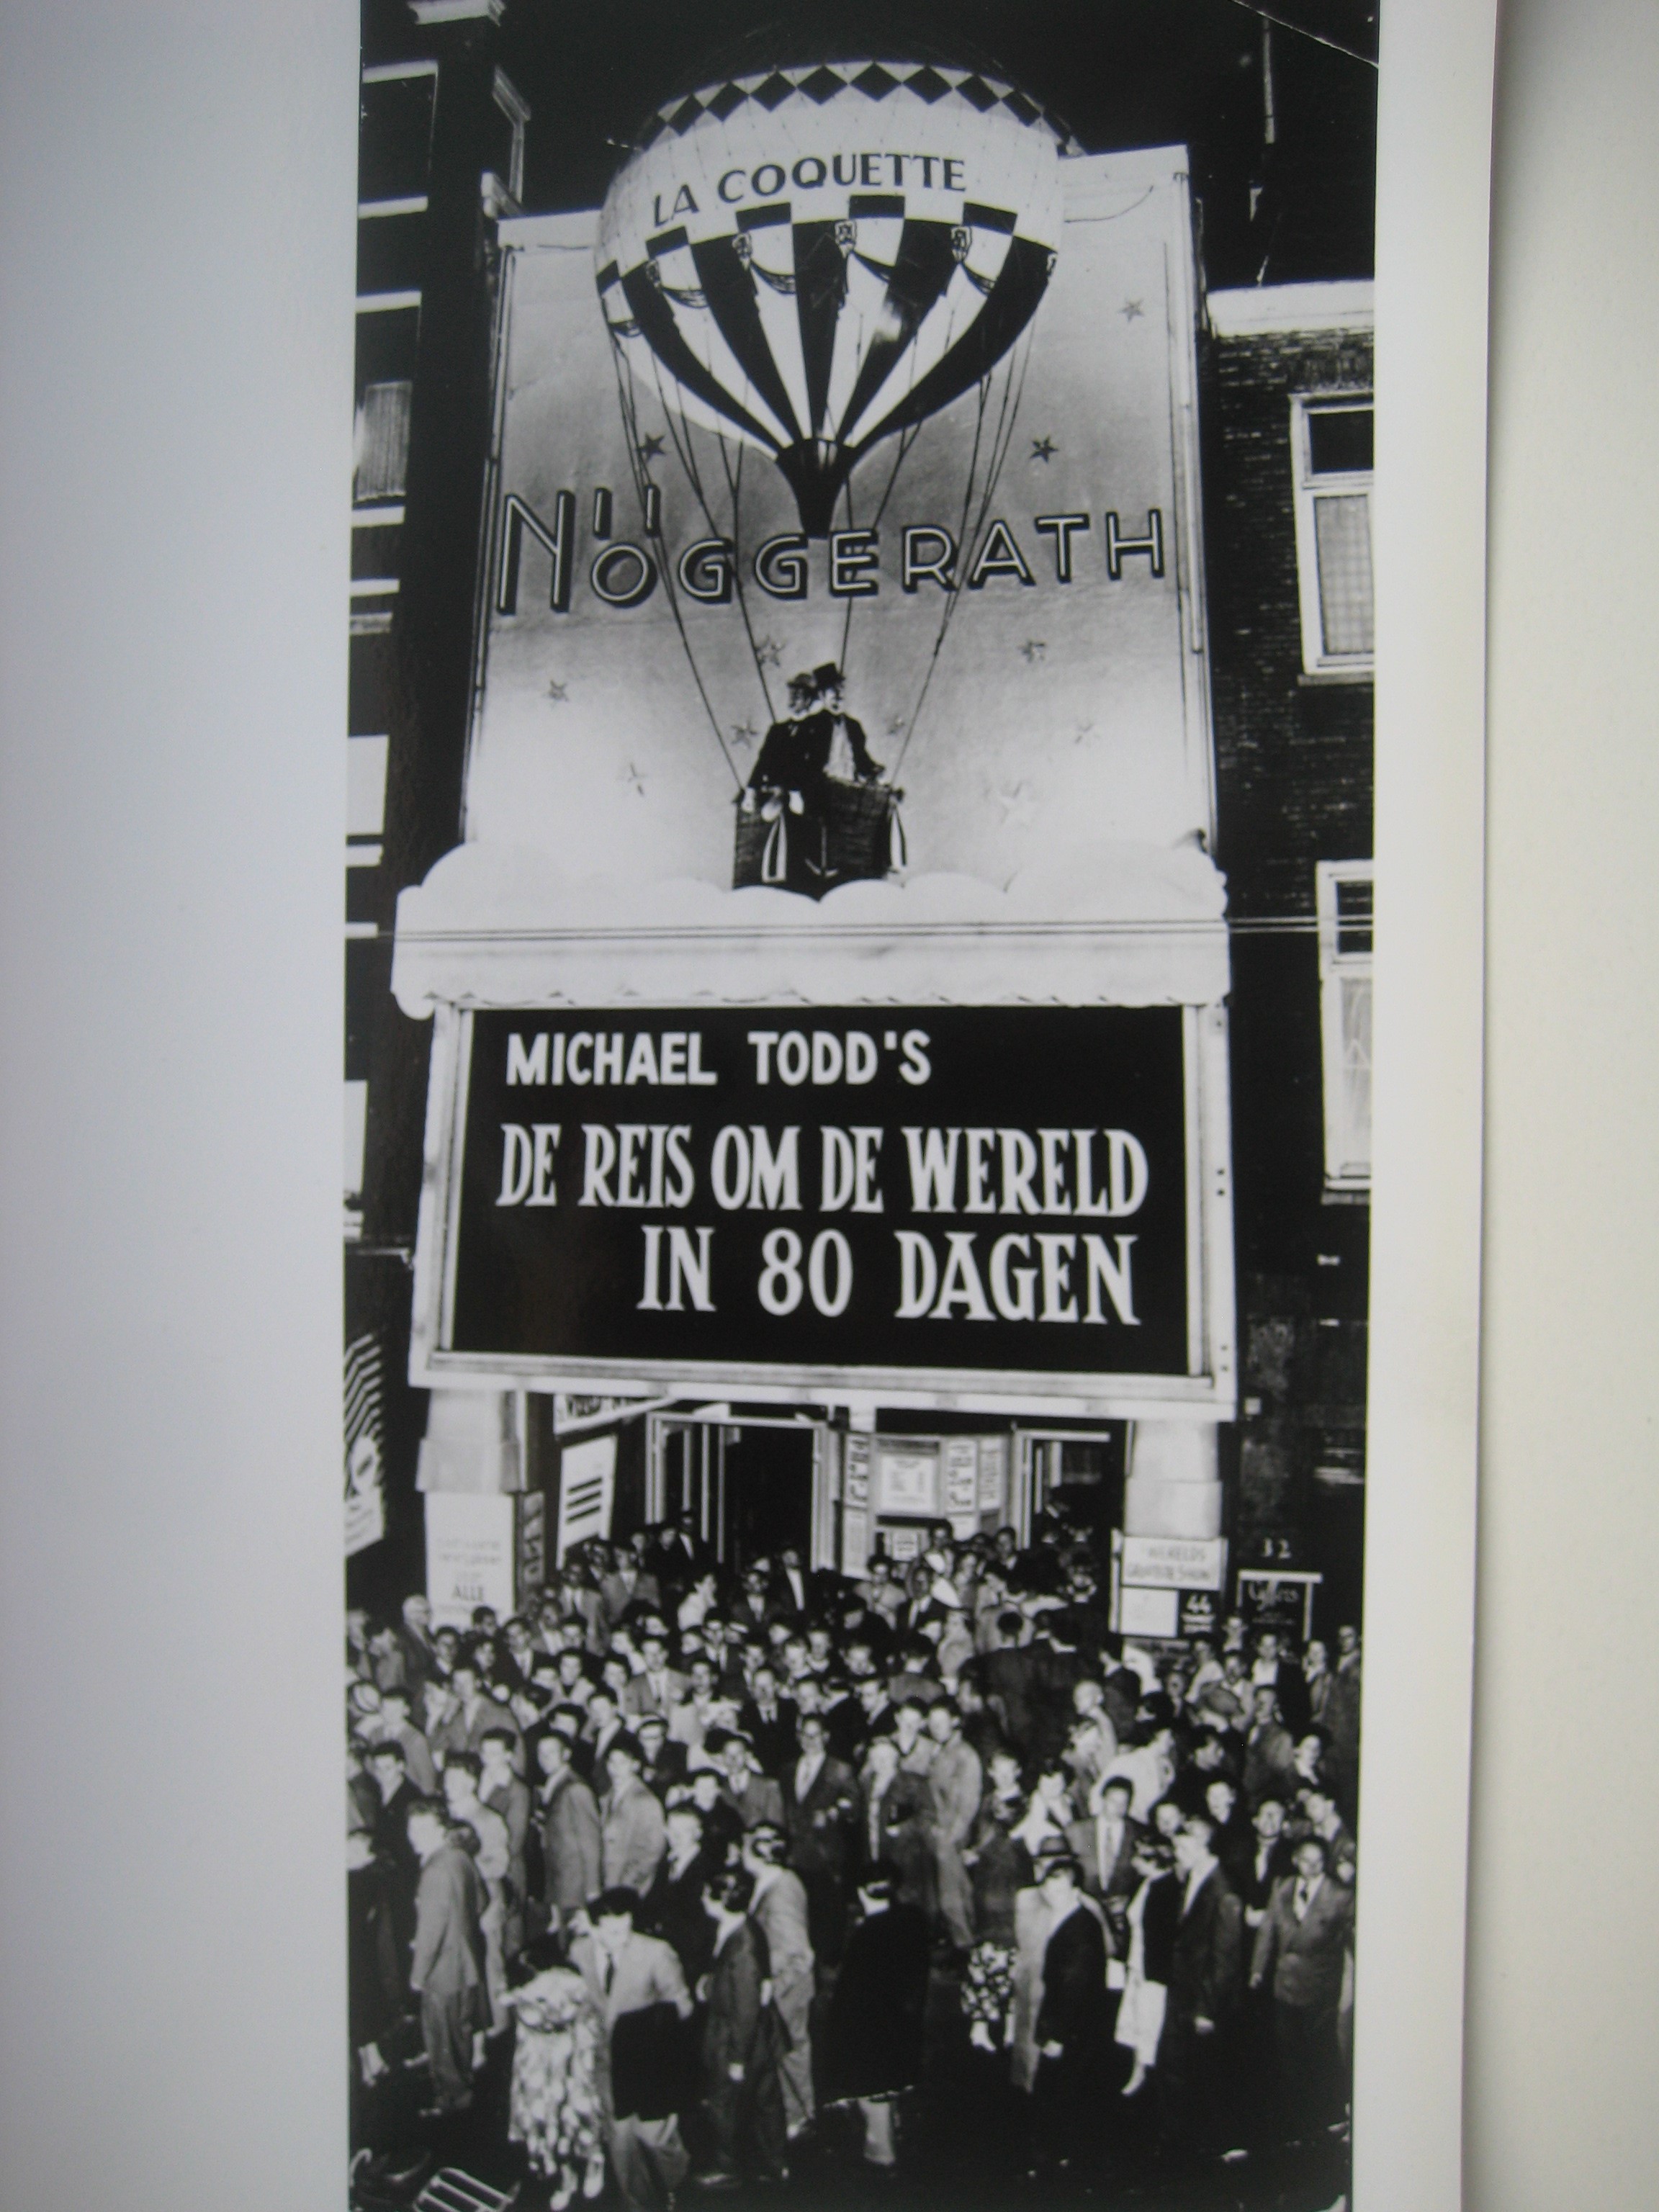 LA COQUETTE
NÖGGERATH
MICHAEL TODD'S
DE REIS OM DE WERELD
IN 80 DAGEN
ALLE
WERELDS
44
32